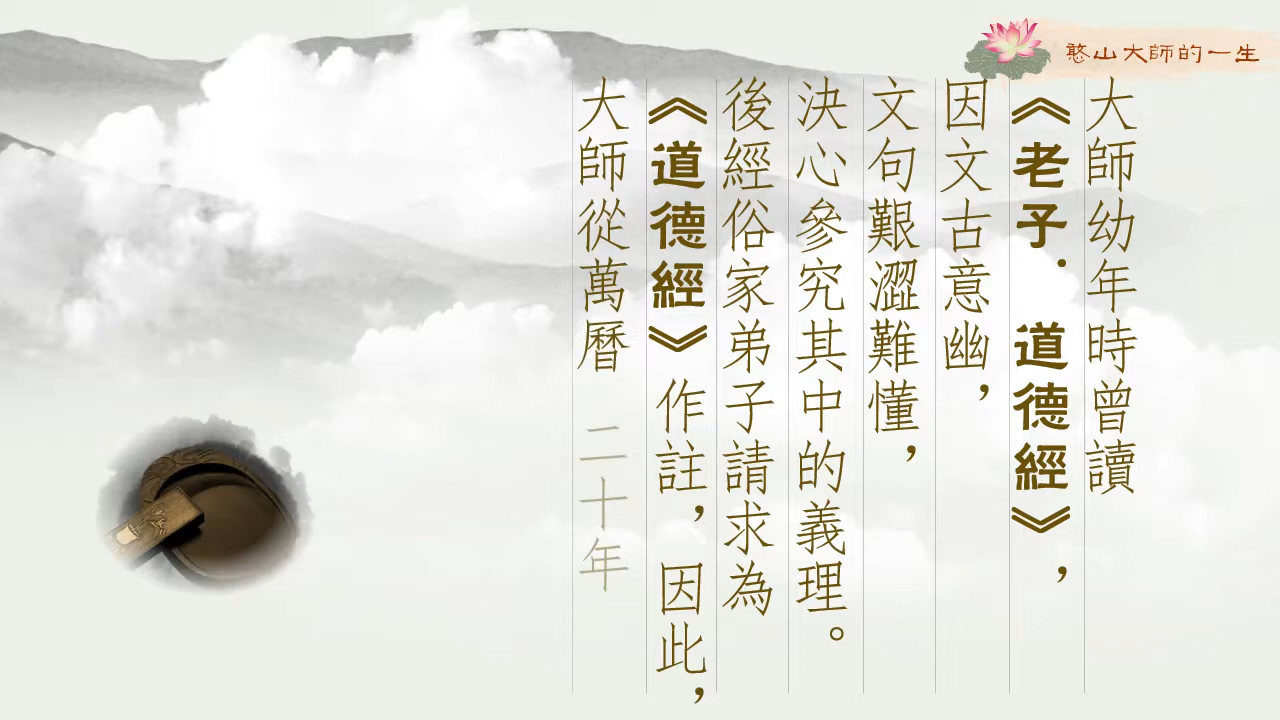 憨山大師的一生
大師幼年時曾讀
《老子．道德經》，
因文古意幽，
文句艱澀難懂，
決心參究其中的義理。
後經俗家弟子請求為
《道德經》作註，因此，
大師從萬曆 二十年